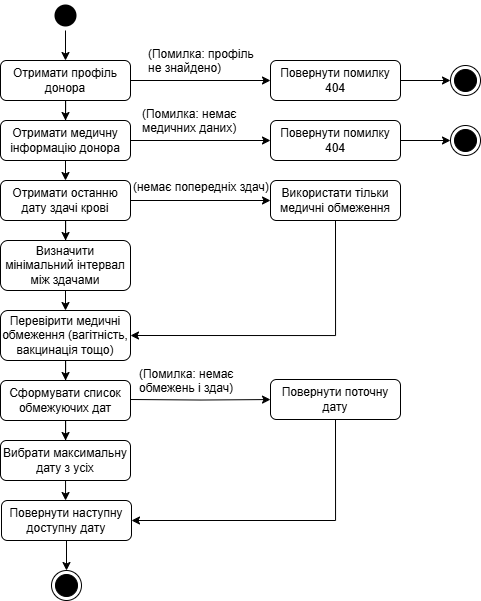 (Помилка: профіль
не знайдено)
Отримати профіль
донора
Повернути помилку
404
(Помилка: немає
медичних даних)
Отримати медичну
інформацію донора
Повернути помилку
404
(немає попередніх здач)
Отримати останню
дату здачі крові
Використати тільки
медичні обмеження
Визначити
мінімальний інтервал
між здачами
Перевірити медичні
обмеження (вагітність,
вакцинація тощо)
(Помилка: немає
обмежень і здач)
Сформувати список
обмежуючих дат
Повернути поточну
дату
Вибрати максимальну
дату з усіх
Повернути наступну
доступну дату